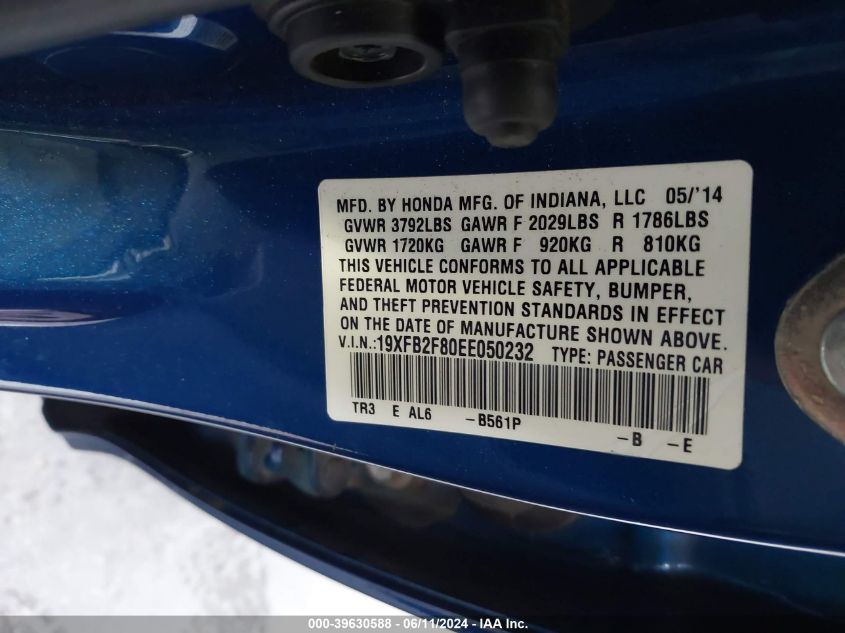 MFD. BY HONDA MFG. OF INDIANA, LLC 05/'14
GVWR 3792LBS GAWR F 2029LBS R 1786LBS
GVWR 1720KG GAWR F 920KG R 810KG
THIS VEHICLE CONFORMS TO ALL APPLICABLE
FEDERAL MOTOR VEHICLE SAFETY, BUMPER,
AND THEFT PREVENTION STANDARDS IN EFFECT
ON THE DATE OF MANUFACTURE SHOWN ABOVE.
V.I.N.:19XFB2F80EE050232 TYPE: PASSENGER CAR
TR3 E AL6 -B561P -B -E
000-39630588 - 06/11/2024 - IAA Inc.